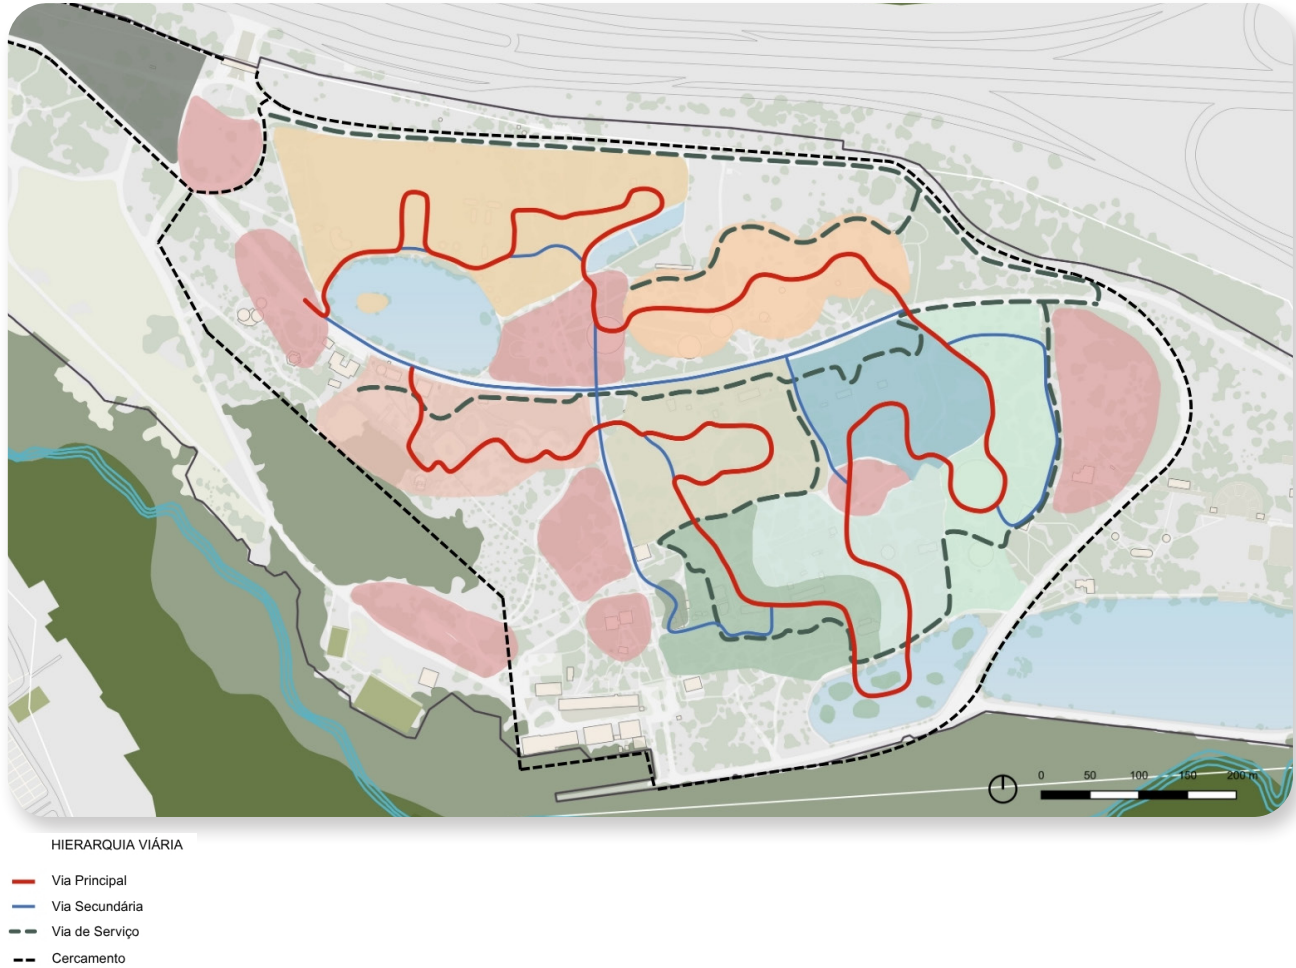 0 50 100 150 200 m
HIERARQUIA VIÁRIA
Via Principal
Via Secundária
Via de Serviço
Cercamento